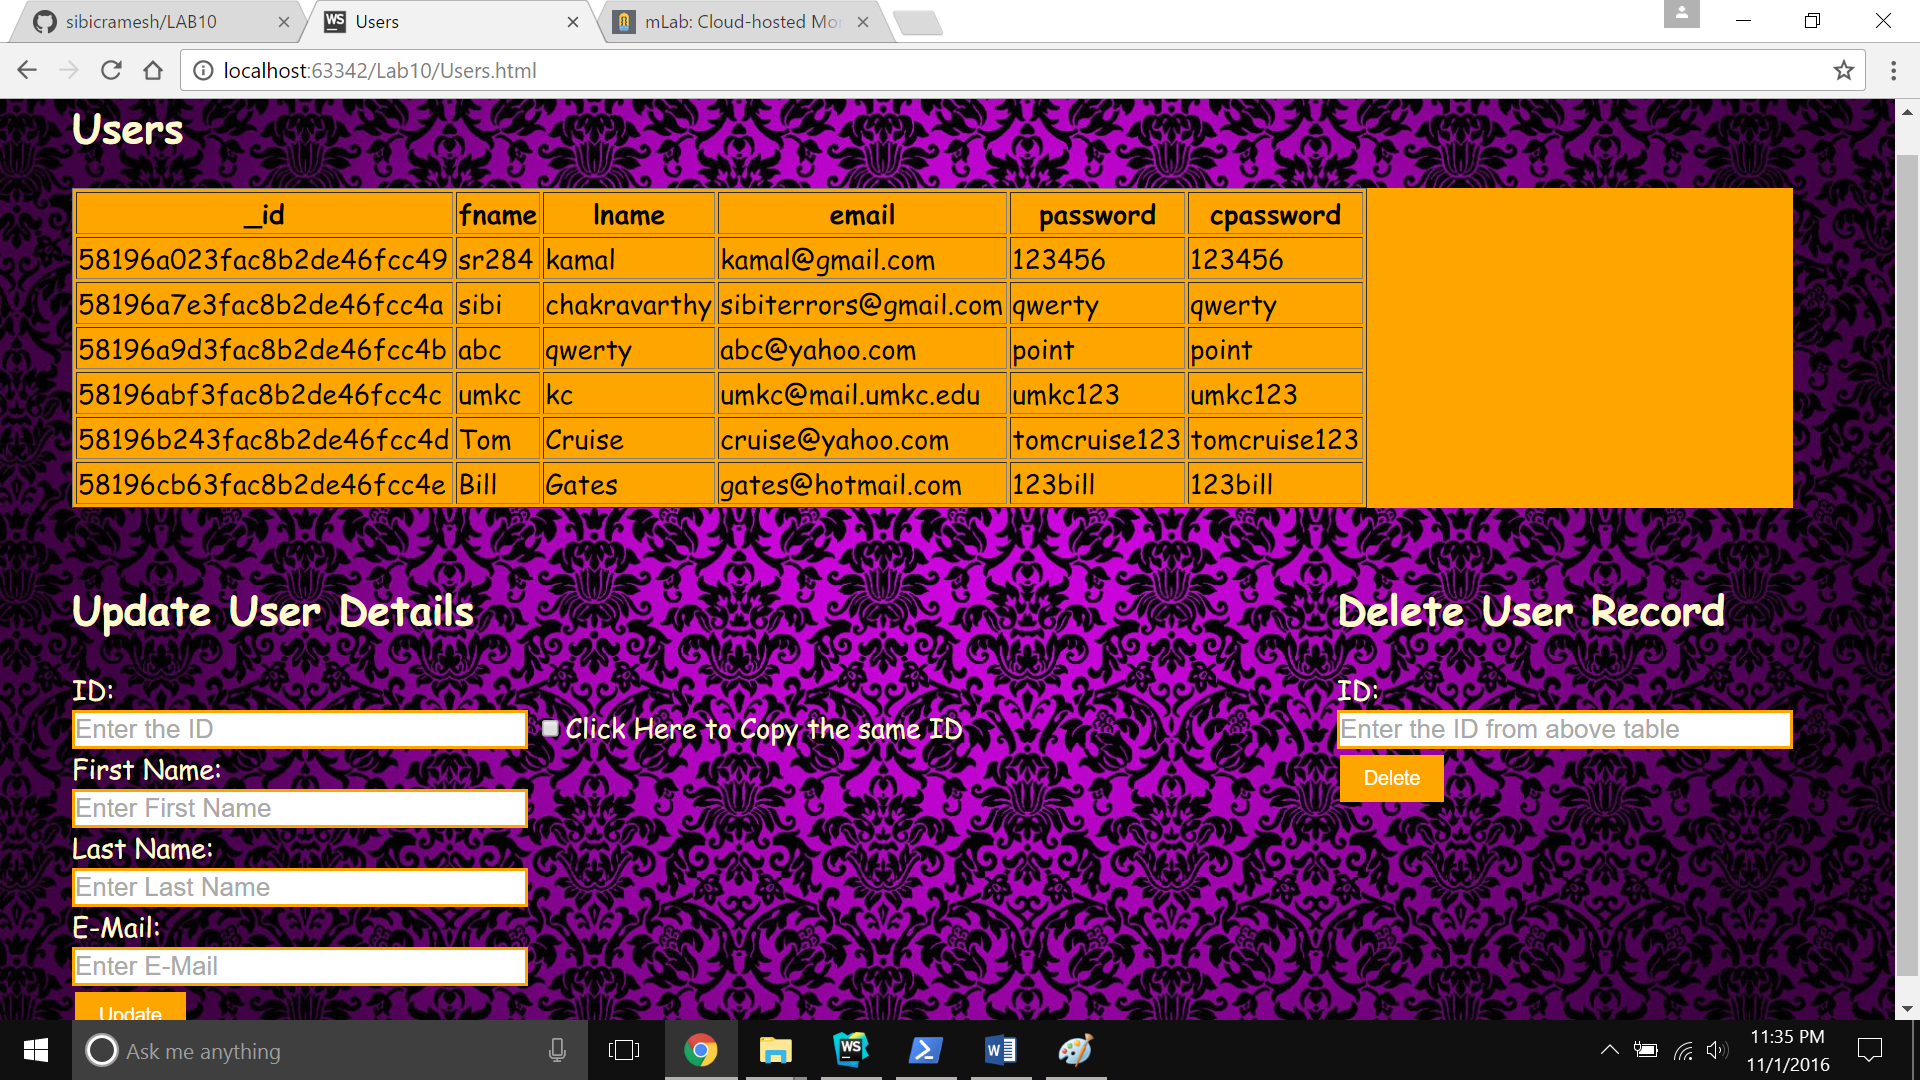 sibicramesh/LAB10
Users
mLab: Cloud-hosted Mo
localhost:63342/Lab10/Users.html
Users
_id fname lname email password cpassword
58196a023fac8b2de46fcc49 sr284 kamal kamal@gmail.com 123456 123456
58196a7e3fac8b2de46fcc4a sibi chakravarthy sibiterrors@gmail.com qwerty qwerty
58196a9d3fac8b2de46fcc4b abc qwerty abc@yahoo.com point point
58196abf3fac8b2de46fcc4c umkc kc umkc@mail.umkc.edu umkc123 umkc123
58196b243fac8b2de46fcc4d Tom Cruise cruise@yahoo.com tomcruise123 tomcruise123
58196cb63fac8b2de46fcc4e Bill Gates gates@hotmail.com 123bill 123bill
Update User Details
ID:
Enter the ID
Click Here to Copy the same ID
First Name:
Enter First Name
Last Name:
Enter Last Name
E-Mail:
Enter E-Mail
Update
Delete User Record
ID:
Enter the ID from above table
Delete
Ask me anything
11:35 PM
11/1/2016